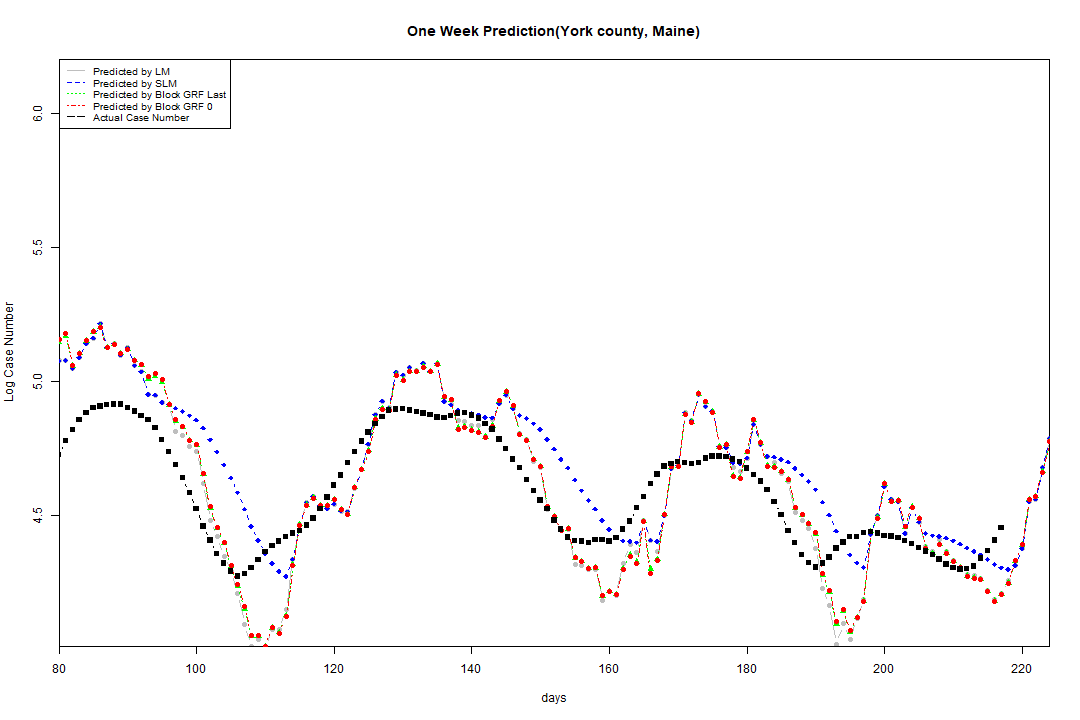 One Week Prediction(York county, Maine)
Predicted by LM
Predicted by SLM
Predicted by Block GRF Last
Predicted by Block GRF 0
Actual Case Number
Log Case Number
6.0
5.5
5.0
4.5
80 100 120 140 160 180 200 220
days